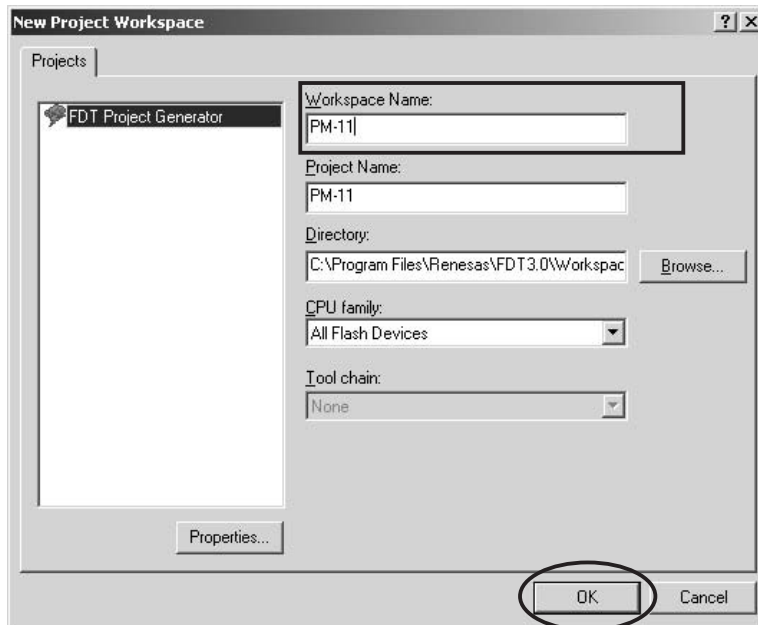 New Project Workspace
Projects
FDT Project Generator
Workspace Name:
PM-11
Project Name:
PM-11
Directory:
C:\Program Files\Renesas\FDT3.0\Workspac
Browse...
CPU family:
All Flash Devices
Tool chain:
None
Properties...
OK
Cancel